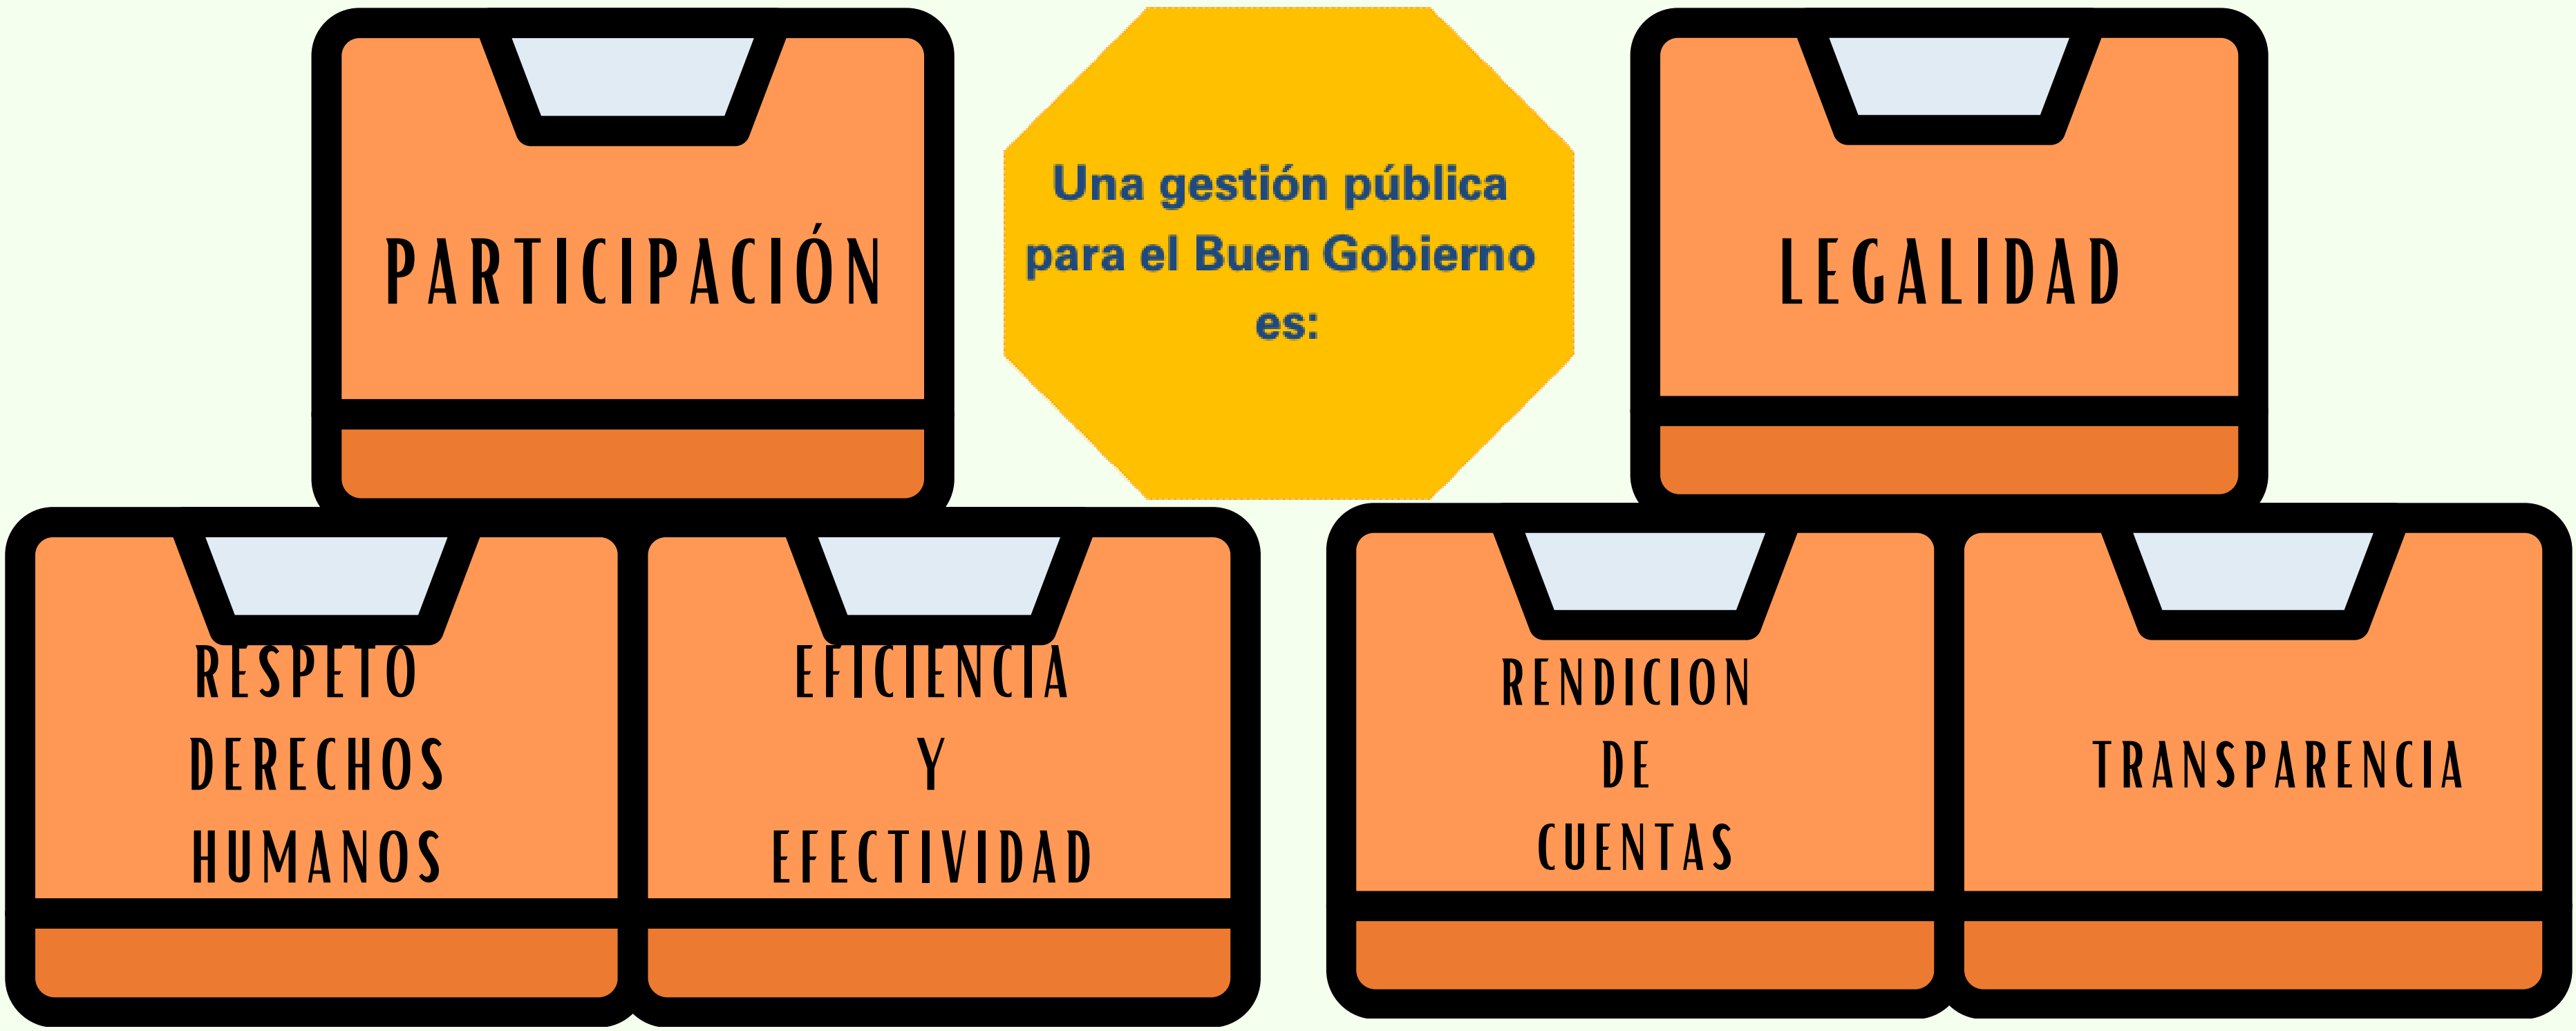 PARTICIPACIÓN
Una gestión pública
para el Buen Gobierno
es:
LEGALIDAD
RESPETO
DERECHOS
HUMANOS
EFICIENCIA
Y
EFECTIVIDAD
RENDICION
DE
CUENTAS
TRANSPARENCIA